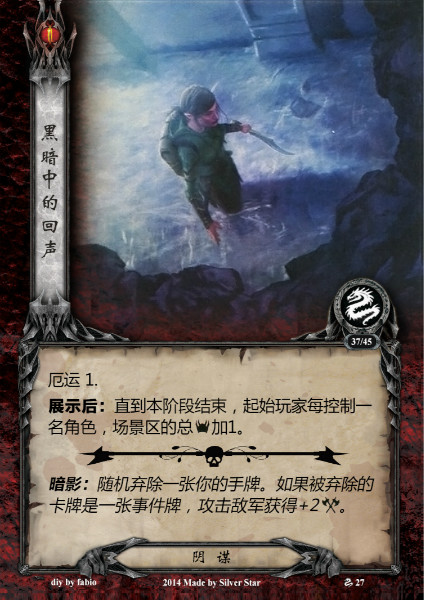 黑暗中的回声
37/45
厄运 1.
展示后：直到本阶段结束，起始玩家每控制一
名角色，场景区的总加1。
暗影：随机弃除一张你的手牌。如果被弃除的
卡牌是一张事件牌，攻击敌军获得+2。
阴谋
diy by fabio 2014 Made by Silver Star 27